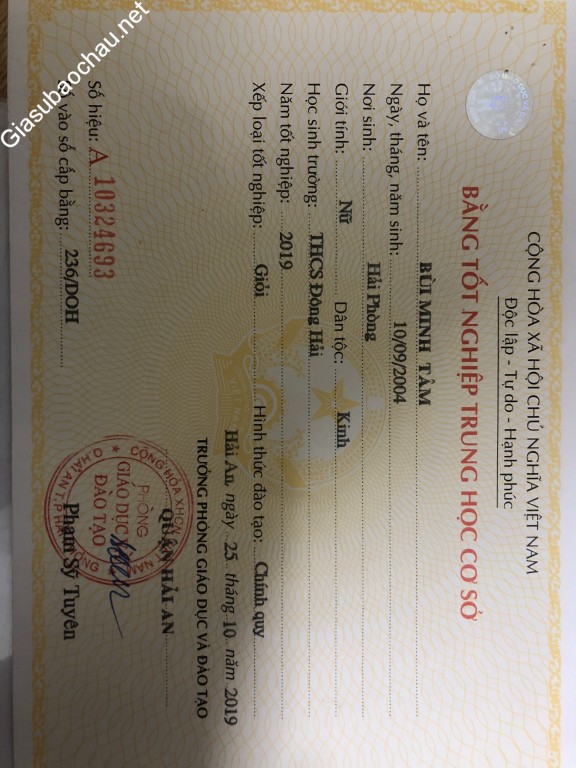 Giasubaochau.net
CỘNG HÒA XÃ HỘI CHỦ NGHĨA VIỆT NAM
Độc lập - Tự do - Hạnh phúc
BẰNG TỐT NGHIỆP TRUNG HỌC CƠ SỞ
Họ và tên: BÙI MINH TÂM
Ngày, tháng, năm sinh: 10/09/2004
Nơi sinh: Hải Phòng
Giới tính: Nữ Dân tộc: Kinh
Học sinh trường: THCS Đông Hải
Năm tốt nghiệp: 2019
Xếp loại tốt nghiệp: Giỏi Hình thức đào tạo: Chính quy
Hải An, ngày 25 tháng 10 năm 2019
TRƯỞNG PHÒNG GIÁO DỤC VÀ ĐÀO TẠO
QUẬN HẢI AN
PHÒNG
GIÁO DỤC
ĐÀO TẠO
Phạm Sỹ Tuyên
Số hiệu: A 10324693
vào sổ cấp bằng: 236/DOH